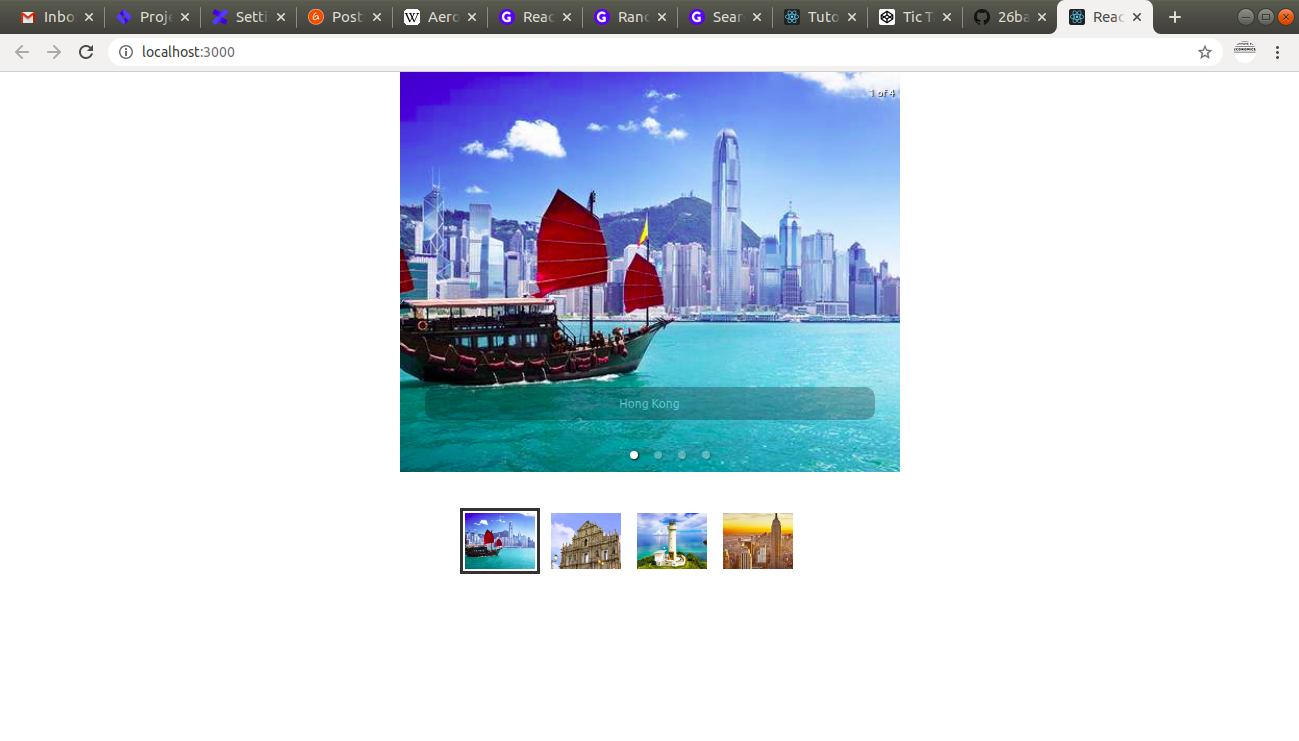 Inbo Proje Setti Post Aero Reac Ranc Sear Tuto Tic T 26ba Reac
localhost:3000
1 of 4
Hong Kong